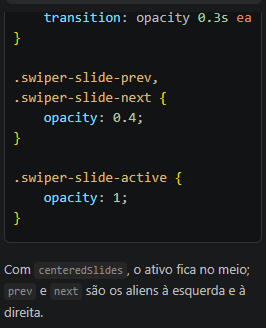 transition: opacity 0.3s ea
}
.swiper-slide-prev,
.swiper-slide-next {
opacity: 0.4;
}
.swiper-slide-active {
opacity: 1;
}
Com centeredSlides, o ativo fica no meio;
prev e next são os aliens à esquerda e à
direita.